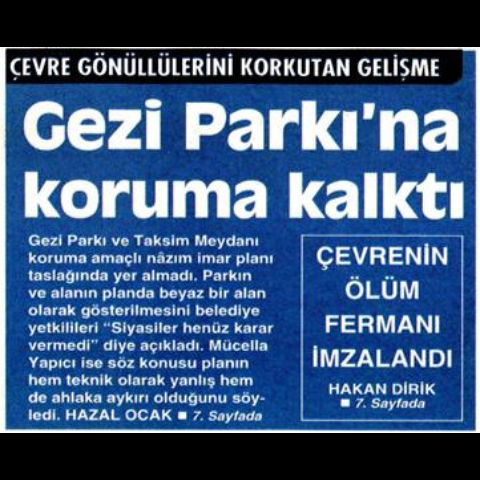 ÇEVRE GÖNÜLLÜLERİNİ KORKUTAN GELİŞME
Gezi Parkı'na
koruma kalktı
Gezi Parkı ve Taksim Meydanı
koruma amaçlı nâzım imar planı
taslağında yer almadı. Parkın
ve alanın planda beyaz bir alan
olarak gösterilmesini belediye
yetkilileri “Siyasiler henüz karar
vermedi” diye açıkladı. Mücella
Yapıcı ise söz konusu planın
hem teknik olarak yanlış hem
de ahlaka aykırı olduğunu söy-
ledi. HAZAL OCAK ■ 7. Sayfada
ÇEVRENİN
ÖLÜM
FERMANI
İMZALANDI
HAKAN DİRİK
■ 7. Sayfada